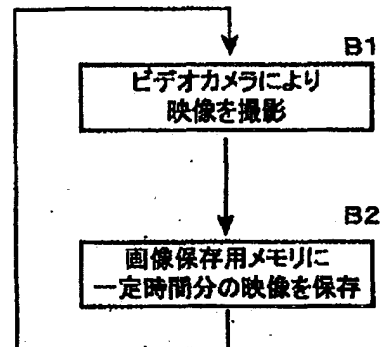 B1
ビデオカメラにより
映像を撮影
B2
画像保存用メモリに
一定時間分の映像を保存